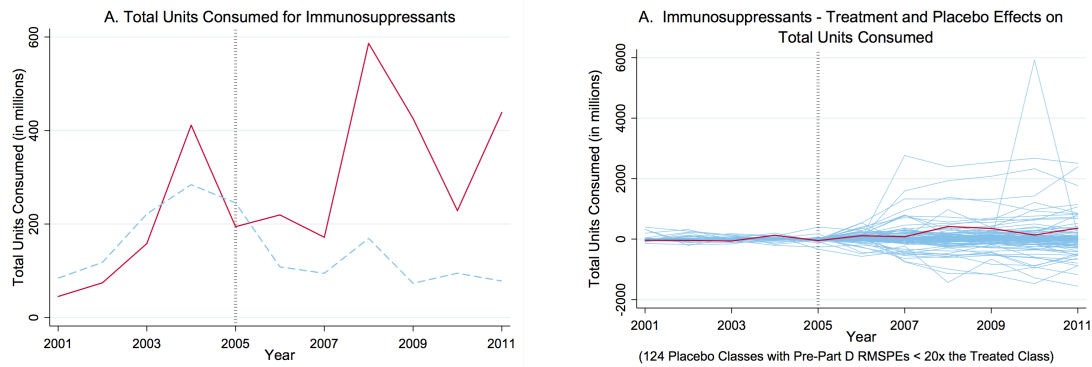 A. Total Units Consumed for Immunosuppressants
Total Units Consumed (in millions)
600
400
200
0
2001
2003
2005
2007
2009
2011
Year
A. Immunosuppressants - Treatment and Placebo Effects on
Total Units Consumed
Total Units Consumed (in millions)
6000
4000
2000
0
2000
2001
2003
2005
2007
2009
2011
Year
(124 Placebo Classes with Pre-Part D RMSPEs < 20x the Treated Class)